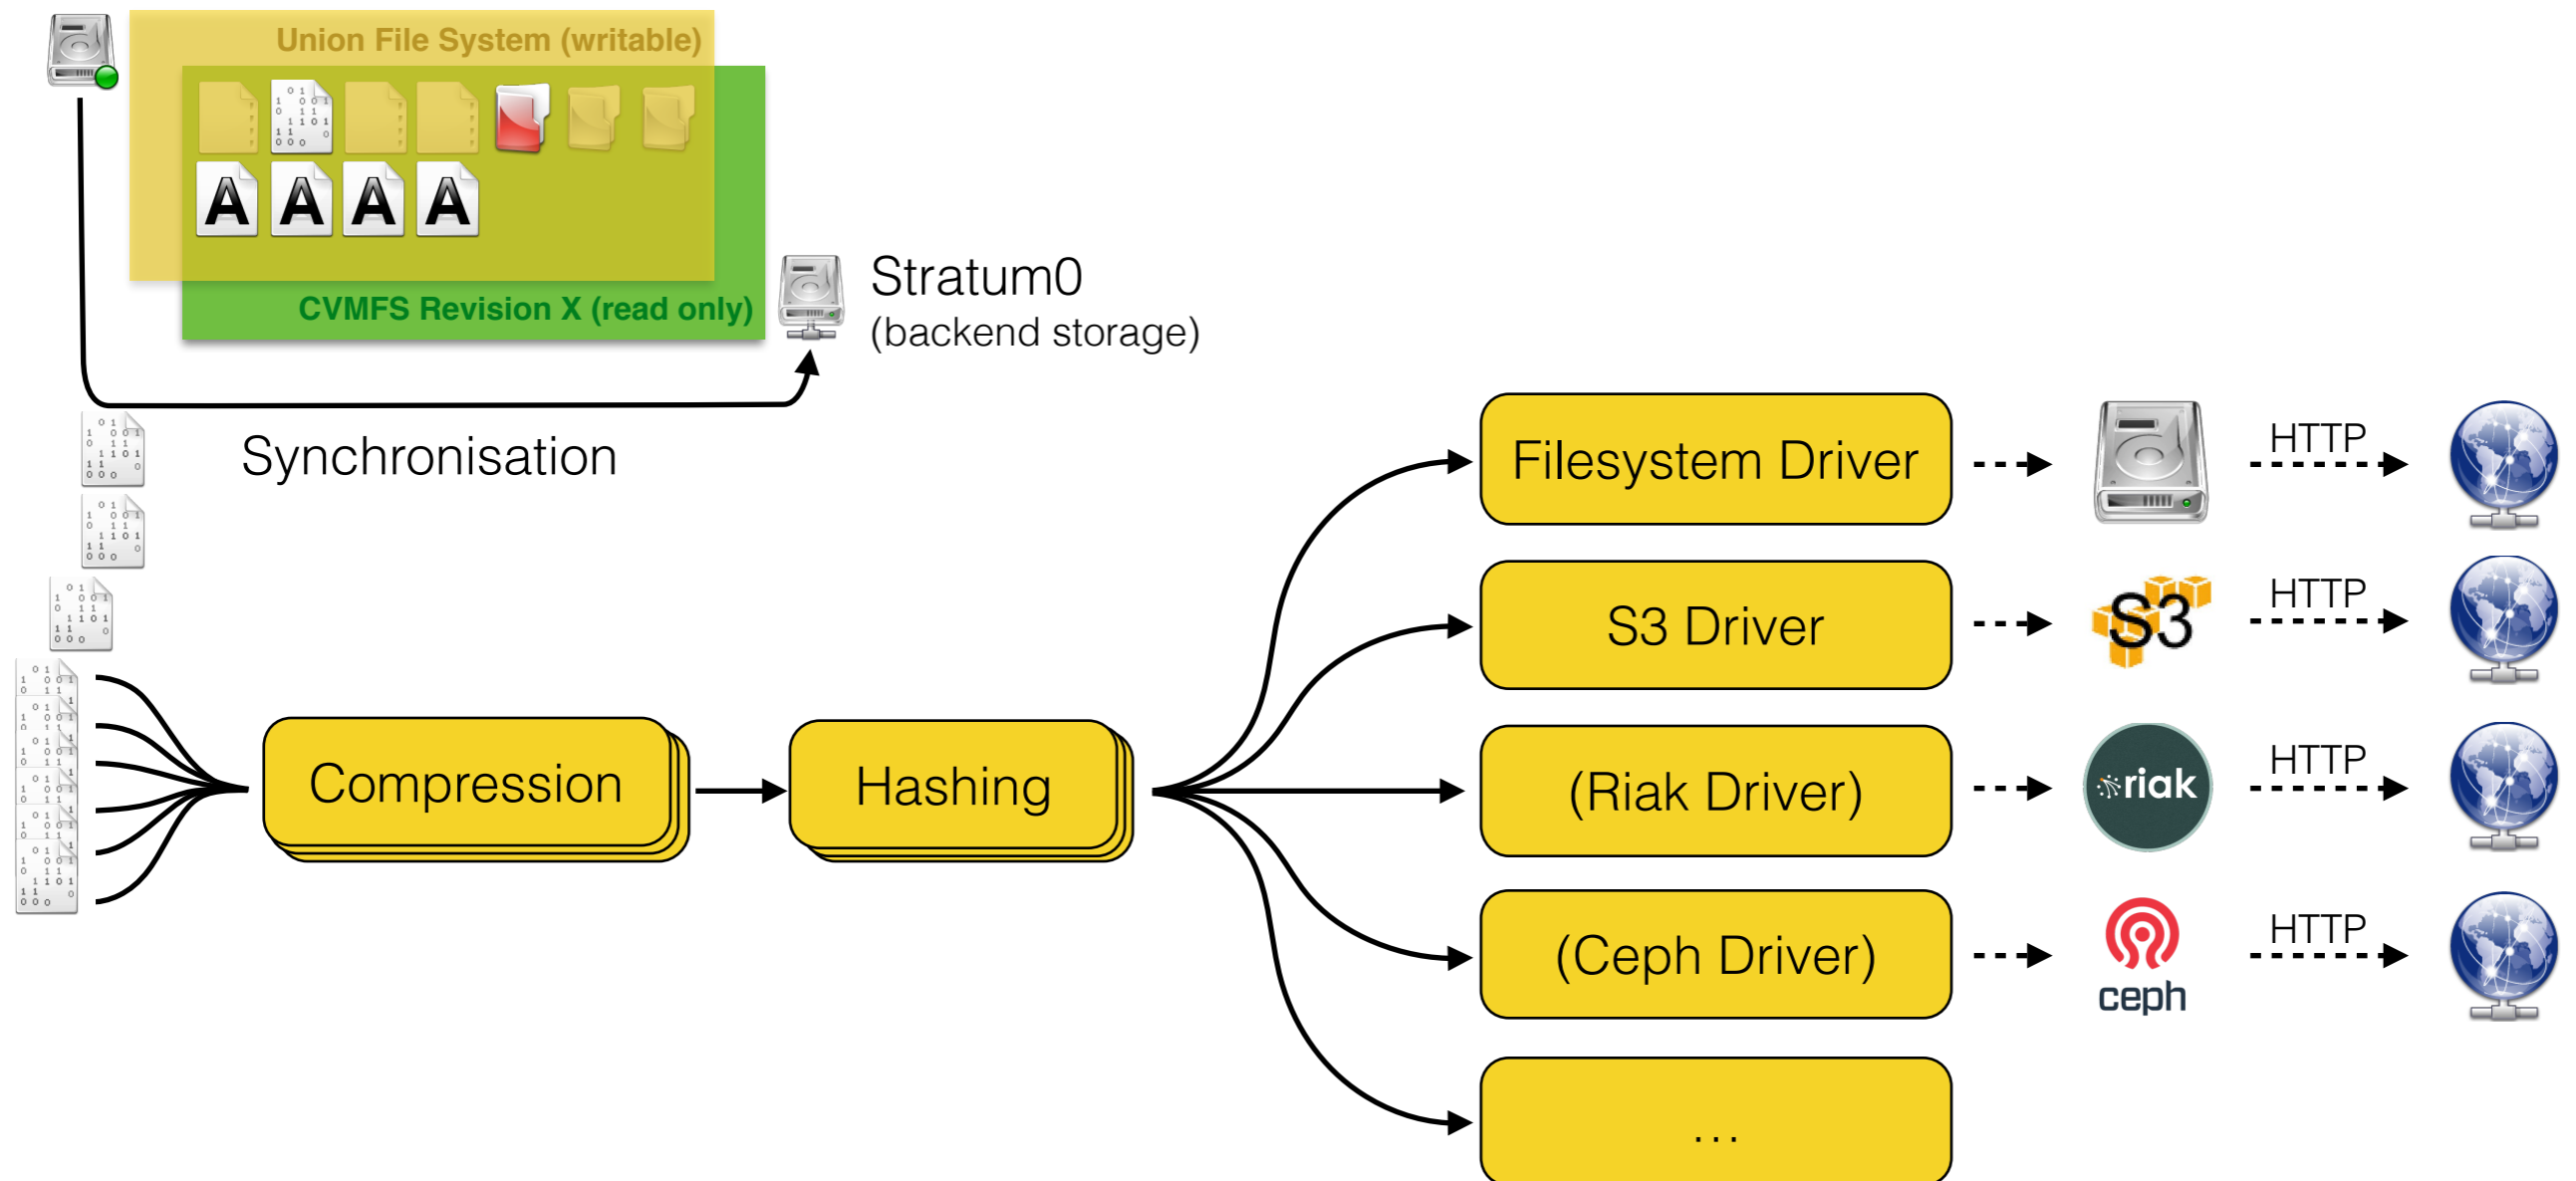 Union File System (writable)
A A A A
CVMFS Revision X (read only)
Stratum0
(backend storage)
Synchronisation
Compression
Hashing
Filesystem Driver
HTTP
S3 Driver
S3
HTTP
(Riak Driver)
riak
HTTP
(Ceph Driver)
ceph
HTTP
...